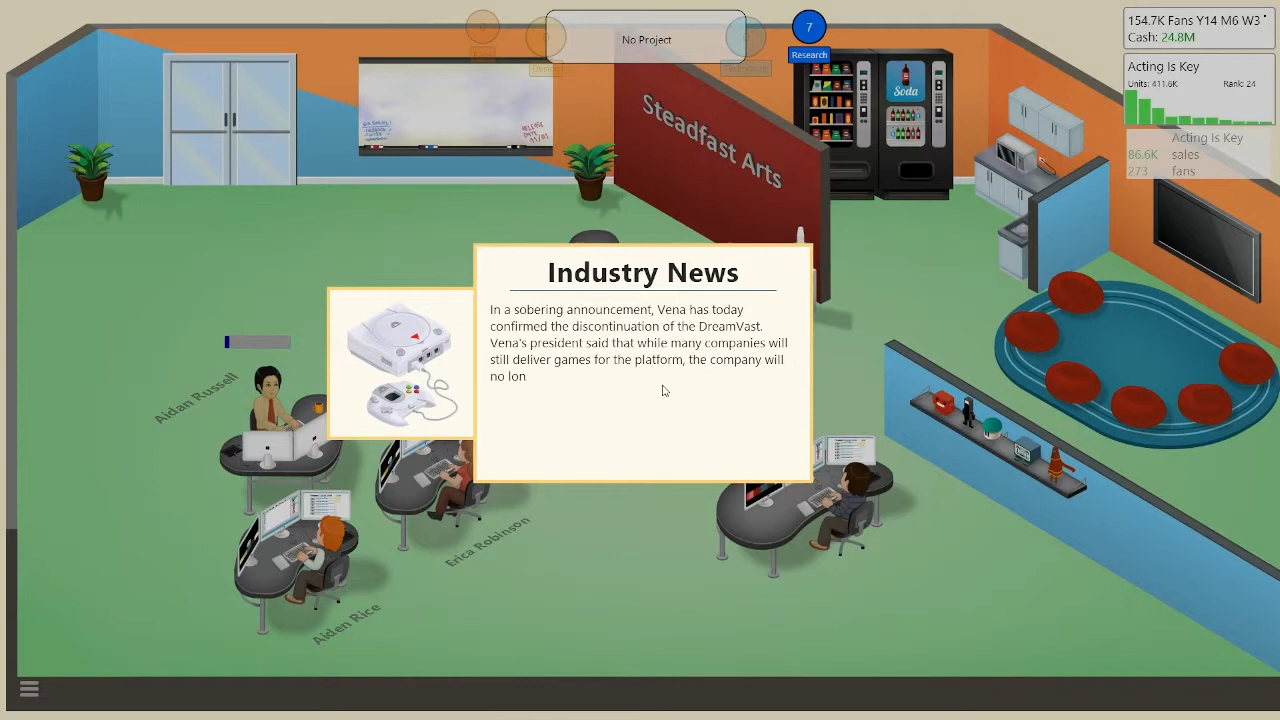 No Project
7
Research
154.7K Fans Y14 M6 W3
Cash: 24.8M
Acting Is Key
Units: 411.6K
Rank: 24
Acting Is Key
86.6K sales
273 fans
Soda
Steadfast Arts
RELEASE
DATE
Industry News
In a sobering announcement, Vena has today
confirmed the discontinuation of the DreamVast.
Vena's president said that while many companies will
still deliver games for the platform, the company will
no lon
Aidan Russell
Erica Robinson
Aiden Rice